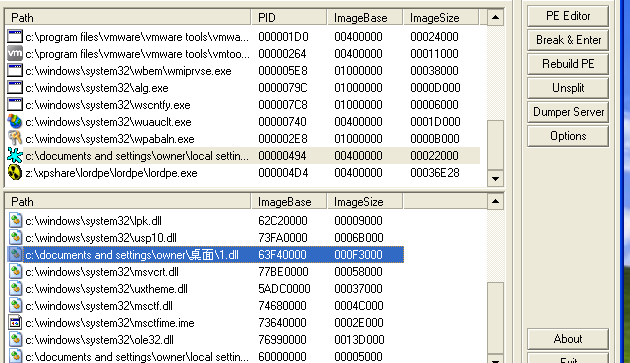 Path PID ImageBase ImageSize
c:\program files\vmware\vmware tools\vmwa... 000001D0 00400000 00024000
c:\program files\vmware\vmware tools\vmtoo... 00000264 00400000 00011000
c:\windows\system32\wbem\wmiprvse.exe 000005E8 01000000 00038000
c:\windows\system32\alg.exe 0000079C 01000000 0000D000
c:\windows\system32\wscntfy.exe 000007C8 01000000 00006000
c:\windows\system32\wuauclt.exe 00000740 00400000 0001D000
c:\windows\system32\wpabaln.exe 000002E8 01000000 0000B000
c:\documents and settings\owner\local settin... 00000494 00400000 00022000
z:\xpshare\lordpe\lordpe.exe 000004D4 00400000 00036E28
Path ImageBase ImageSize
c:\windows\system32\lpk.dll 62C20000 00009000
c:\windows\system32\usp10.dll 73FA0000 0006B000
c:\documents and settings\owner\桌面\1.dll 63F40000 000F3000
c:\windows\system32\msvcrt.dll 77BE0000 00058000
c:\windows\system32\uxtheme.dll 5ADC0000 00037000
c:\windows\system32\msctf.dll 74680000 0004C000
c:\windows\system32\msctfime.ime 73640000 0002E000
c:\windows\system32\ole32.dll 76990000 0013D000
c:\documents and settings\owner\local settin... 60000000 00005000
PE Editor
Break & Enter
Rebuild PE
Unsplit
Dumper Server
Options
About
Exit